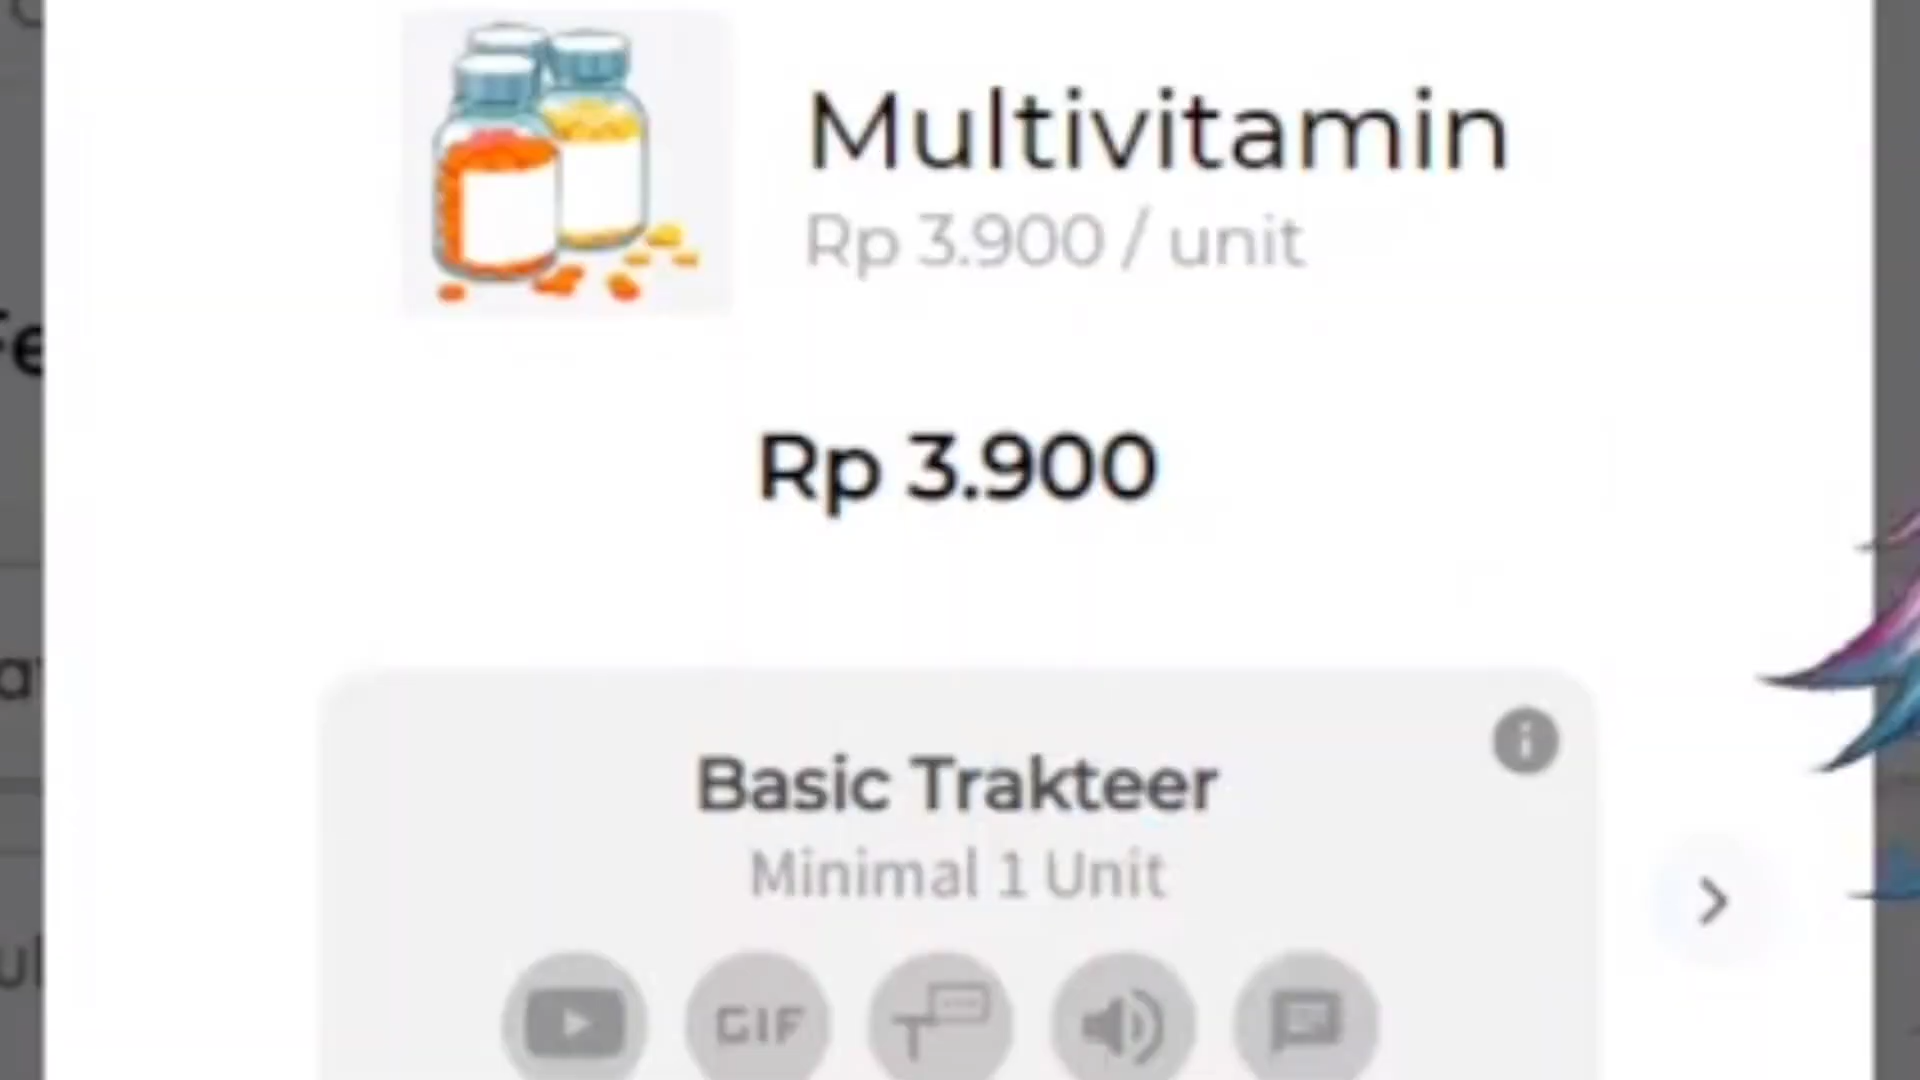 Multivitamin
Rp 3.900 / unit
Rp 3.900
Basic Trakteer
Minimal 1 Unit
GIF